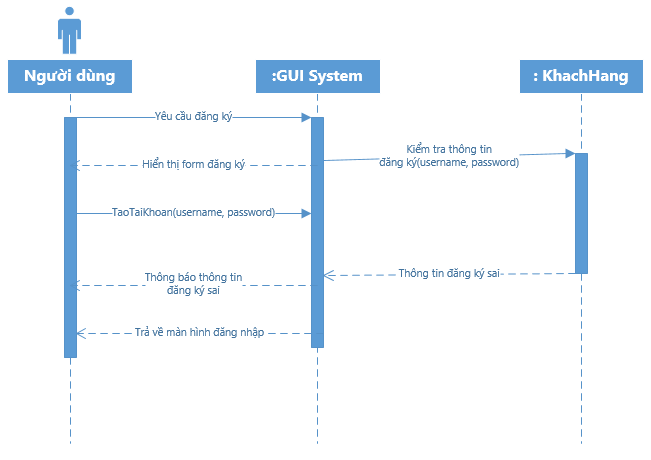 Người dùng
:GUI System
: KhachHang
Yêu cầu đăng ký
Kiểm tra thông tin
đăng ký(username, password)
Hiển thị form đăng ký
TaoTaiKhoan(username, password)
Thông tin đăng ký sai
Thông báo thông tin
đăng ký sai
Trả về màn hình đăng nhập